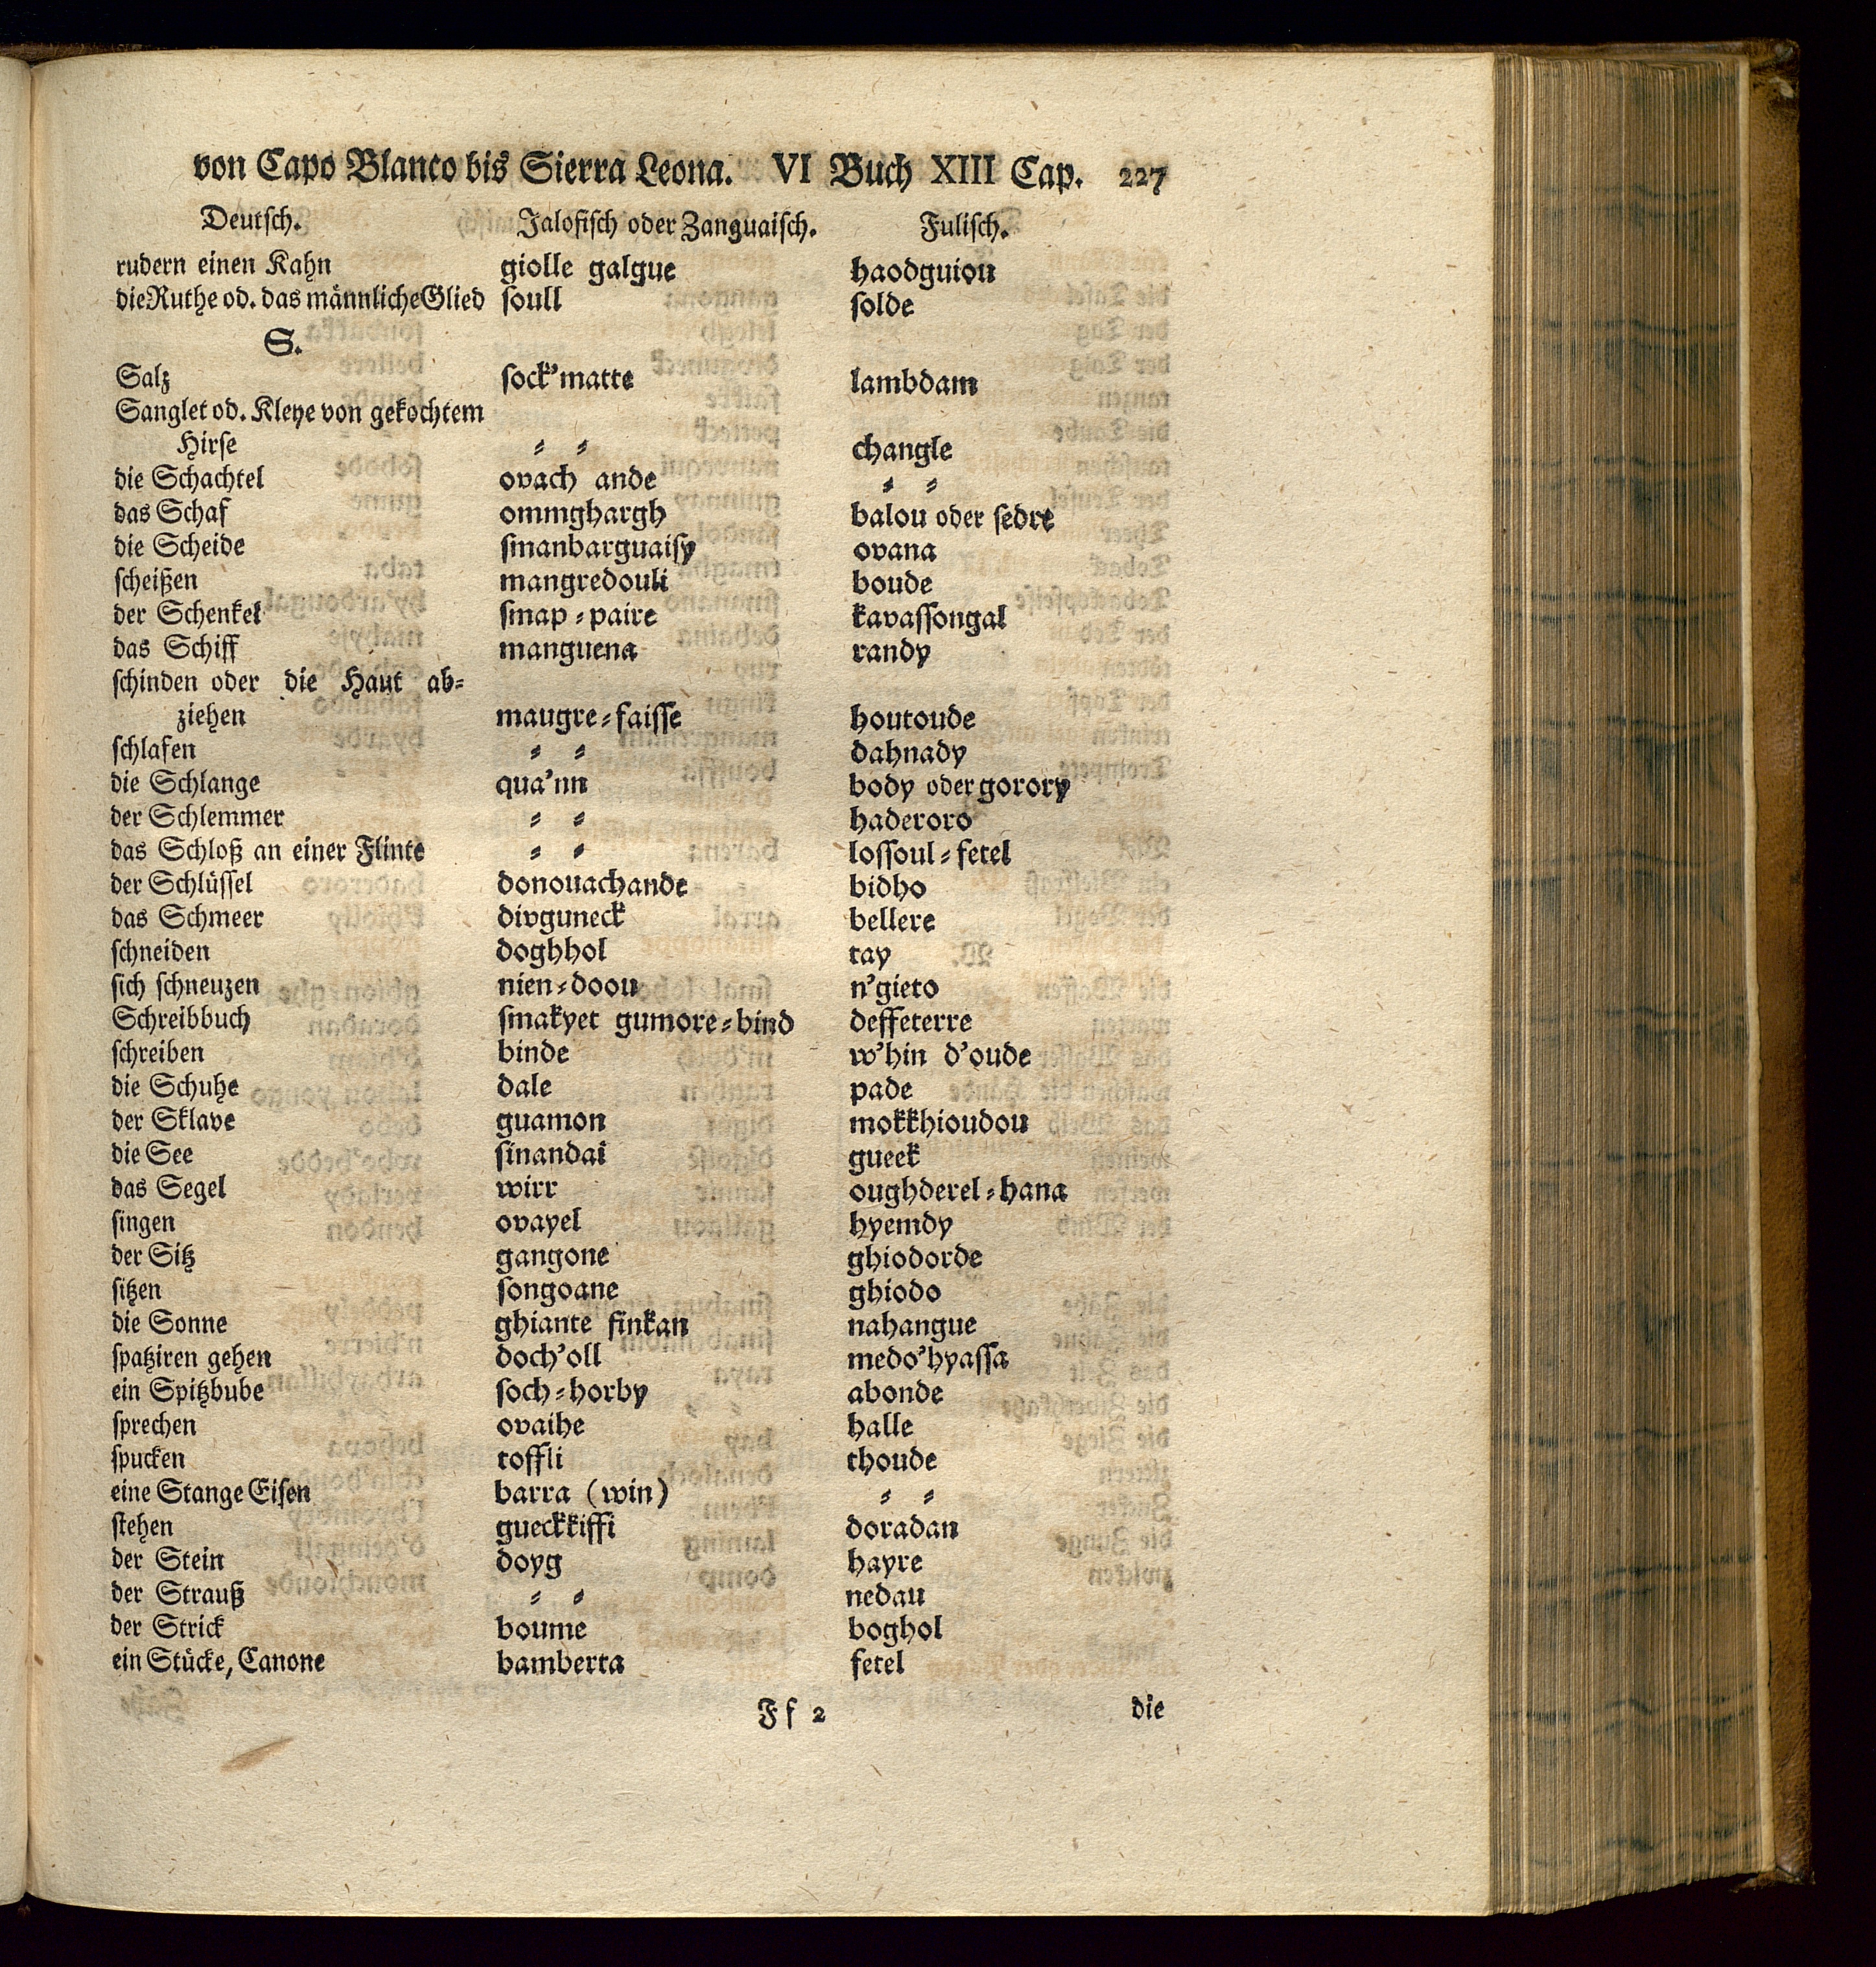 von Capo Blanco bis Sierra Leona. VI Buch XIII Cap. 227
Deutsch. Jalofisch oder Zanguaisch. Fulisch.
rudern einen Kahn giolle galgue haodguiou
die Ruthe od. das männliche Glied soull solde
S.
Salz sock'matte lambdam
Sanglet od. Kleye von gekochtem
Hirse ⸗ ⸗ changle
die Schachtel ovach ande ⸗ ⸗
das Schaf ommghargh balou oder sedre
die Scheide smanbarguaisy ovana
scheißen mangredouli boude
der Schenkel smap⸗paire kavassongal
das Schiff manguena randy
schinden oder die Haut ab⸗
ziehen maugre⸗faisse houtoude
schlafen ⸗ ⸗ dahnady
die Schlange qua'nn body oder gorory
der Schlemmer ⸗ ⸗ haderoro
das Schloß an einer Flinte ⸗ ⸗ lossoul⸗fetel
der Schlüssel donouachande bidho
das Schmeer divguneck bellere
schneiden doghhol tay
sich schneuzen nien⸗doou n'gieto
Schreibbuch smakyet gumore⸗bind deffeterre
schreiben binde w'hin d'oude
die Schuhe dale pade
der Sklave guamon mokkhioudou
die See sinandai gueek
das Segel wirr oughderel⸗hana
singen ovayel hyemdy
der Sitz gangone ghiodorde
sitzen songoane ghiodo
die Sonne ghiante finkan nahangue
spatziren gehen doch'oll medo'hyassa
ein Spitzbube soch⸗horby abonde
sprechen ovaihe halle
spucken toffli thoude
eine Stange Eisen barra (win) ⸗ ⸗
stehen gueckkiffi doradan
der Stein doyg hayre
der Strauß ⸗ ⸗ nedau
der Strick boume boghol
ein Stücke, Canone bamberta fetel
Ff 2 die